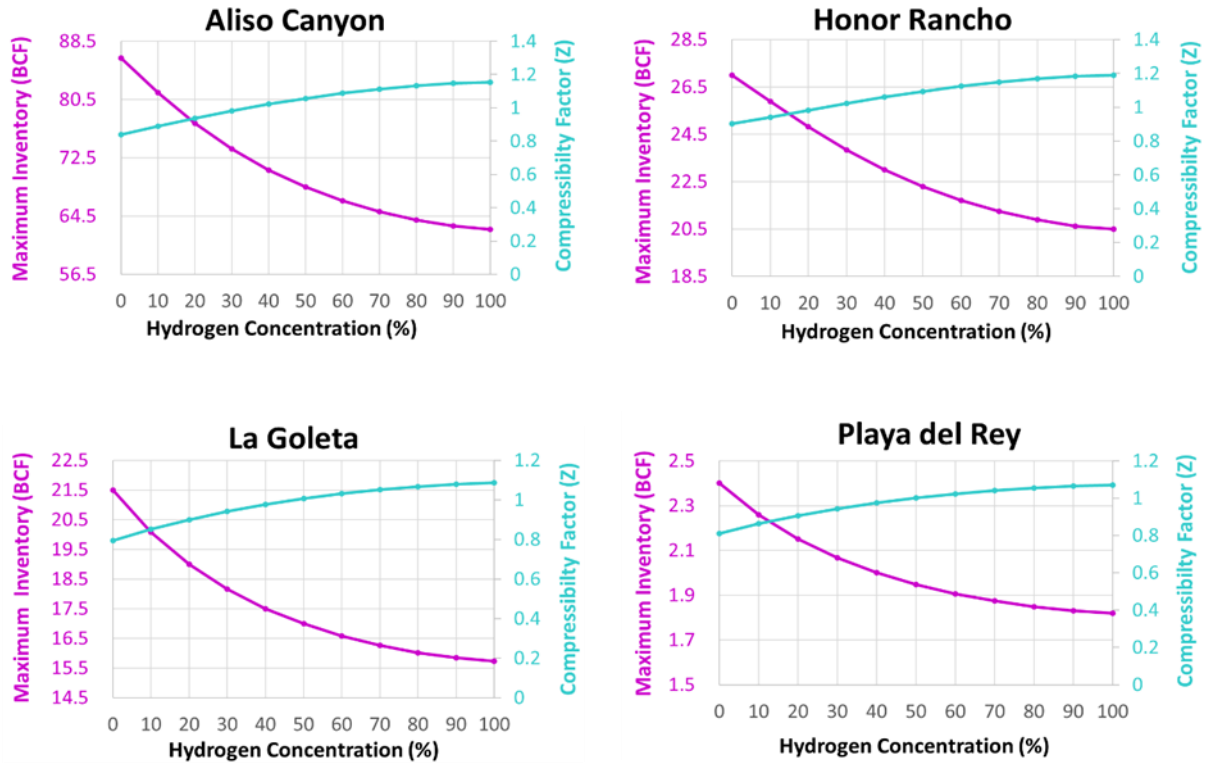 Aliso Canyon
Maximum Inventory (BCF)
88.5
80.5
72.5
64.5
56.5
1.4
1.2
1
0.8
0.6
0.4
0.2
0
Compressibilty Factor (Z)
0 10 20 30 40 50 60 70 80 90 100
Hydrogen Concentration (%)
Honor Rancho
Maximum Inventory (BCF)
28.5
26.5
24.5
22.5
20.5
18.5
1.4
1.2
1
0.8
0.6
0.4
0.2
0
Compressibilty Factor (Z)
0 10 20 30 40 50 60 70 80 90 100
Hydrogen Concentration (%)
La Goleta
Maximum Inventory (BCF)
22.5
21.5
20.5
19.5
18.5
17.5
16.5
15.5
14.5
1.2
1
0.8
0.6
0.4
0.2
0
Compressibilty Factor (Z)
0 10 20 30 40 50 60 70 80 90 100
Hydrogen Concentration (%)
Playa del Rey
Maximum Inventory (BCF)
2.5
2.3
2.1
1.9
1.7
1.5
1.2
1
0.8
0.6
0.4
0.2
0
Compressibilty Factor (Z)
0 10 20 30 40 50 60 70 80 90 100
Hydrogen Concentration (%)